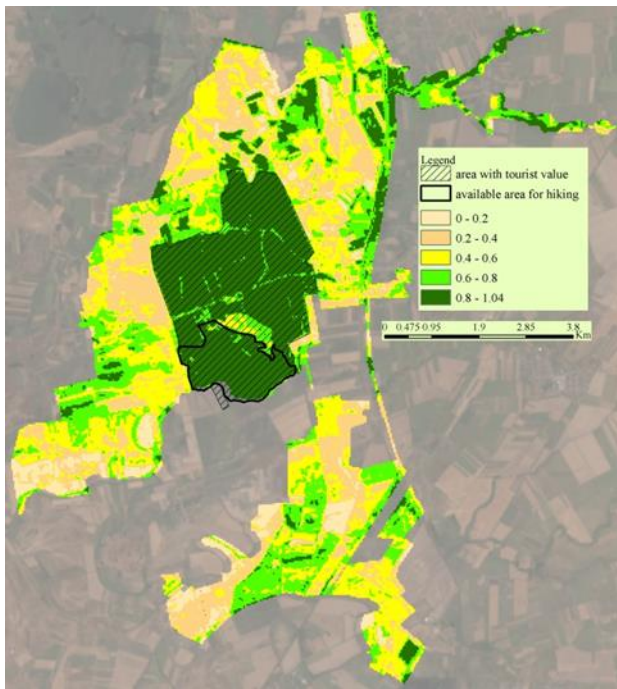 Legend
area with tourist value
available area for hiking
0 - 0.2
0.2 - 0.4
0.4 - 0.6
0.6 - 0.8
0.8 - 1.04
0 0.475 0.95 1.9 2.85 3.8
Km